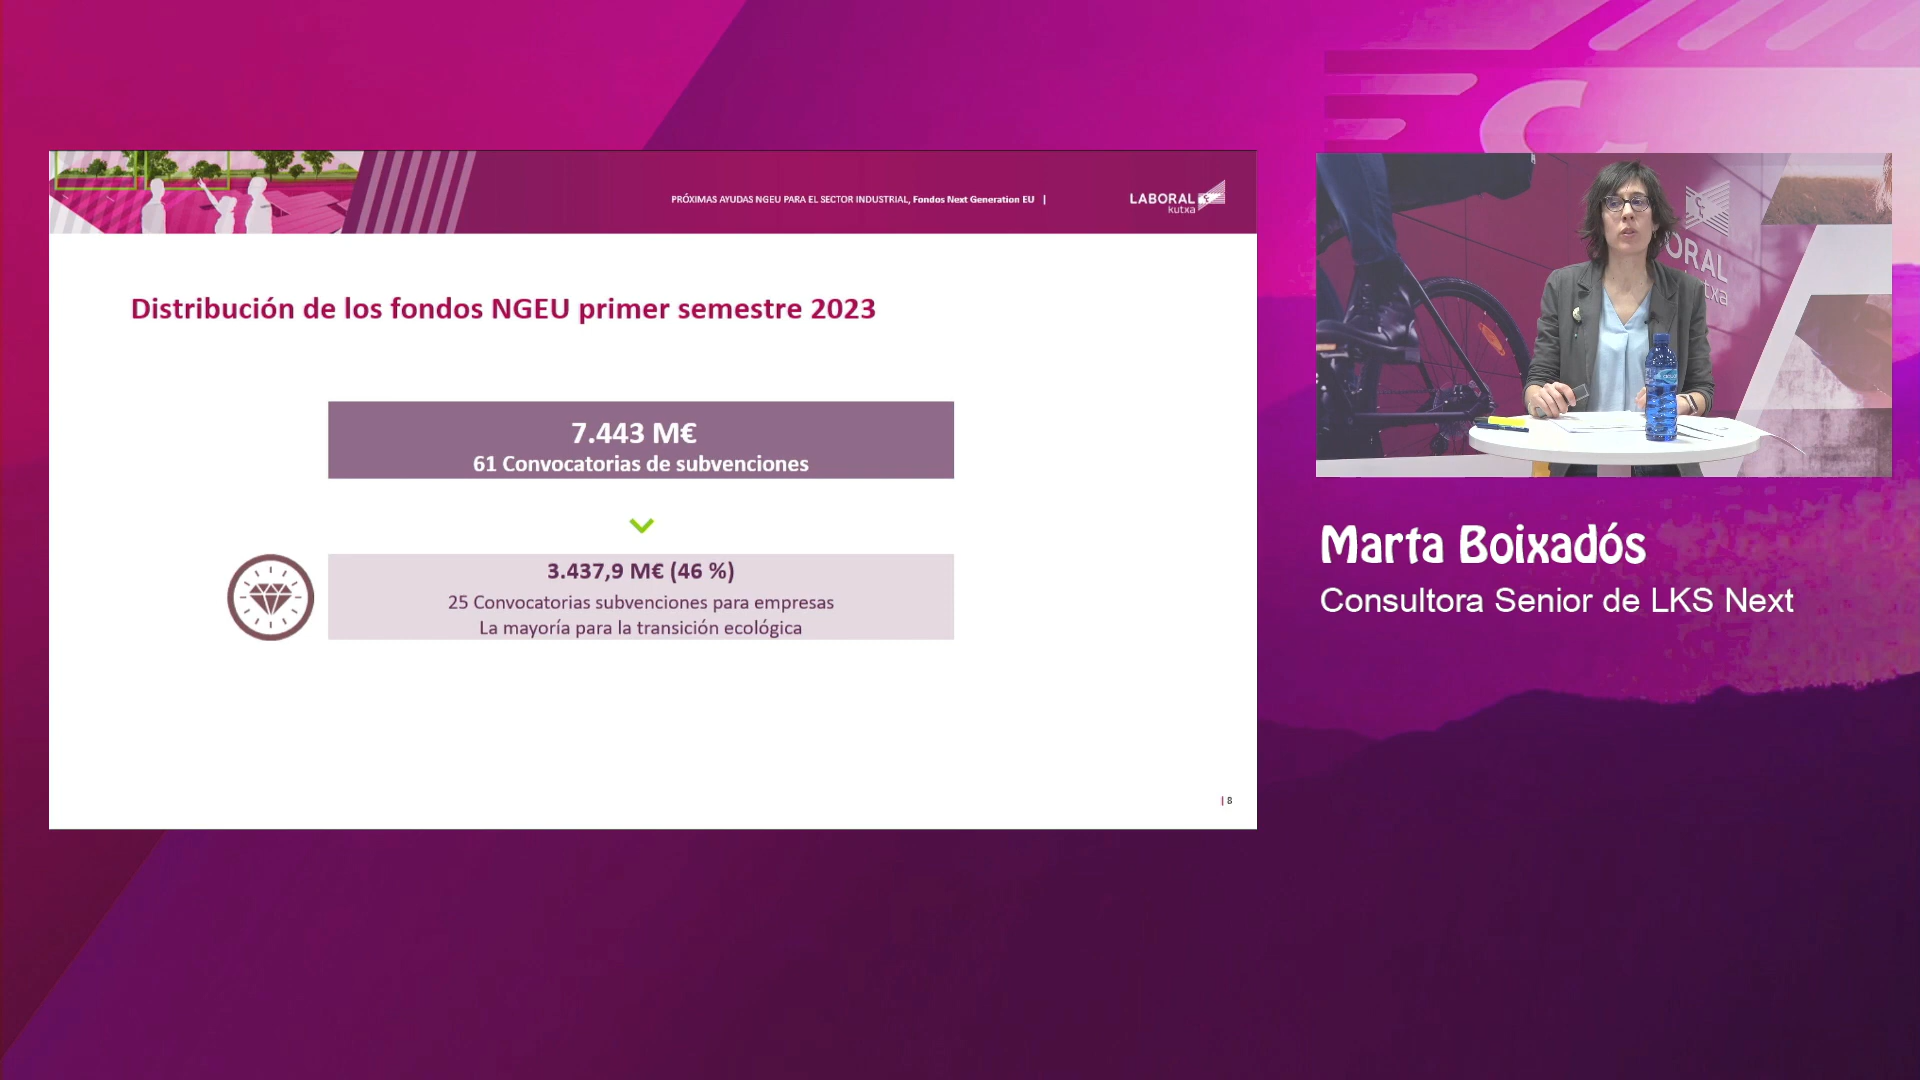 PRÓXIMAS AYUDAS NGEU PARA EL SECTOR INDUSTRIAL, Fondos Next Generation EU |
LABORAL
kutxa
Distribución de los fondos NGEU primer semestre 2023
7.443 M€
61 Convocatorias de subvenciones
3.437,9 M€ (46 %)
25 Convocatorias subvenciones para empresas
La mayoría para la transición ecológica
| 8
ORAL
txa
Marta Boixadós
Consultora Senior de LKS Next